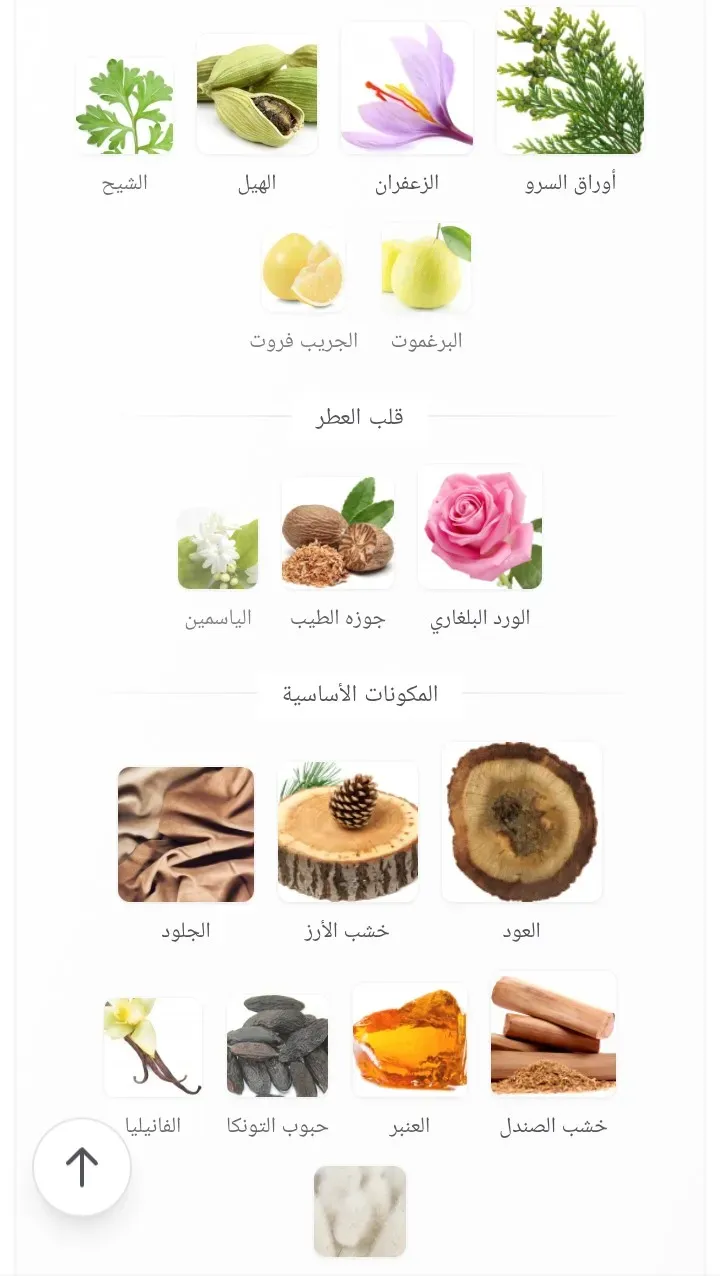 أوراق السرو الزعفران الهيل الشيح
البرغموت الجريب فروت
قلب العطر
الورد البلغاري جوزه الطيب الياسمين
المكونات الأساسية
العود خشب الأرز الجلود
خشب الصندل العنبر حبوب التونكا الفانيليا